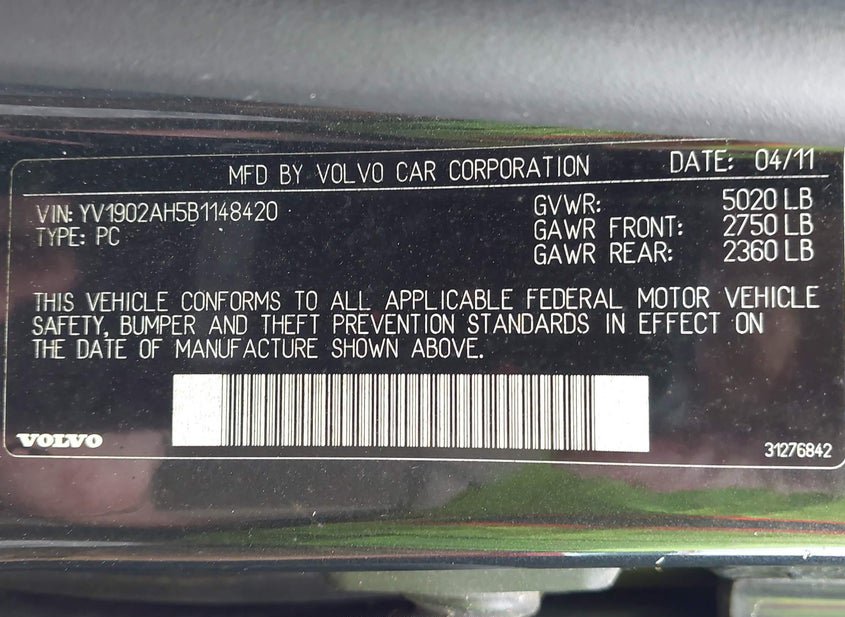 MFD BY VOLVO CAR CORPORATION DATE: 04/11
VIN: YV1902AH5B1148420 GVWR: 5020 LB
TYPE: PC GAWR FRONT: 2750 LB
GAWR REAR: 2360 LB
THIS VEHICLE CONFORMS TO ALL APPLICABLE FEDERAL MOTOR VEHICLE
SAFETY, BUMPER AND THEFT PREVENTION STANDARDS IN EFFECT ON
THE DATE OF MANUFACTURE SHOWN ABOVE.
VOLVO 31276842